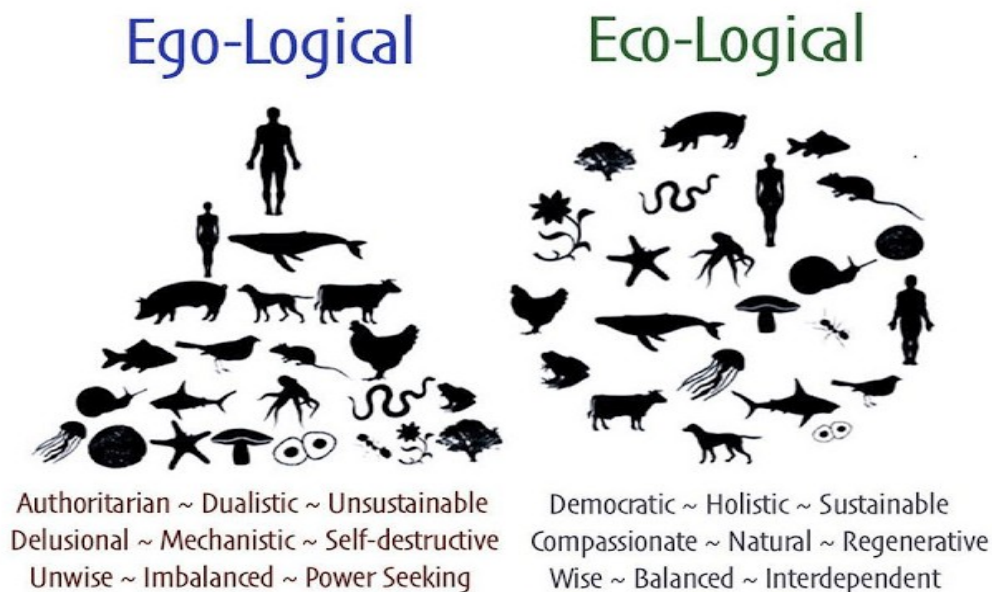 Ego-Logical
Authoritarian ~ Dualistic ~ Unsustainable
Delusional ~ Mechanistic ~ Self-destructive
Unwise ~ Imbalanced ~ Power Seeking
Eco-Logical
Democratic ~ Holistic ~ Sustainable
Compassionate ~ Natural ~ Regenerative
Wise ~ Balanced ~ Interdependent